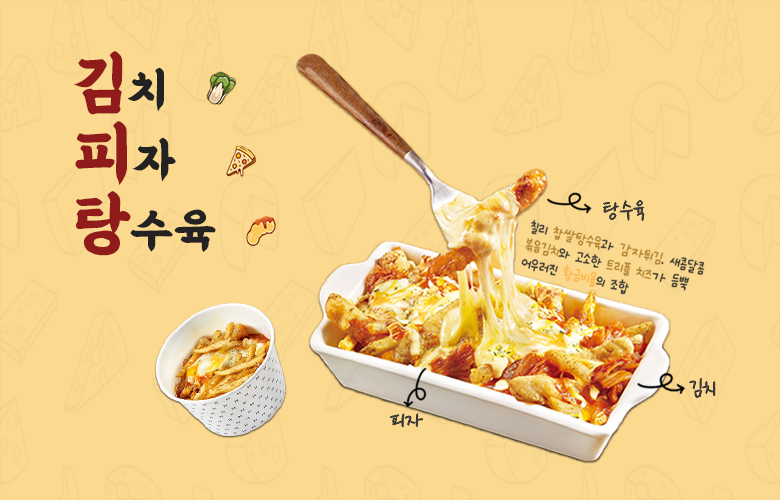 김치
피자
탕수육
탕수육
칠리 찹쌀탕수육과 감자튀김, 새콤달콤
볶음김치와 고소한 트리플 치즈가 듬뿍
어우러진 황금비율의 조합
김치
피자